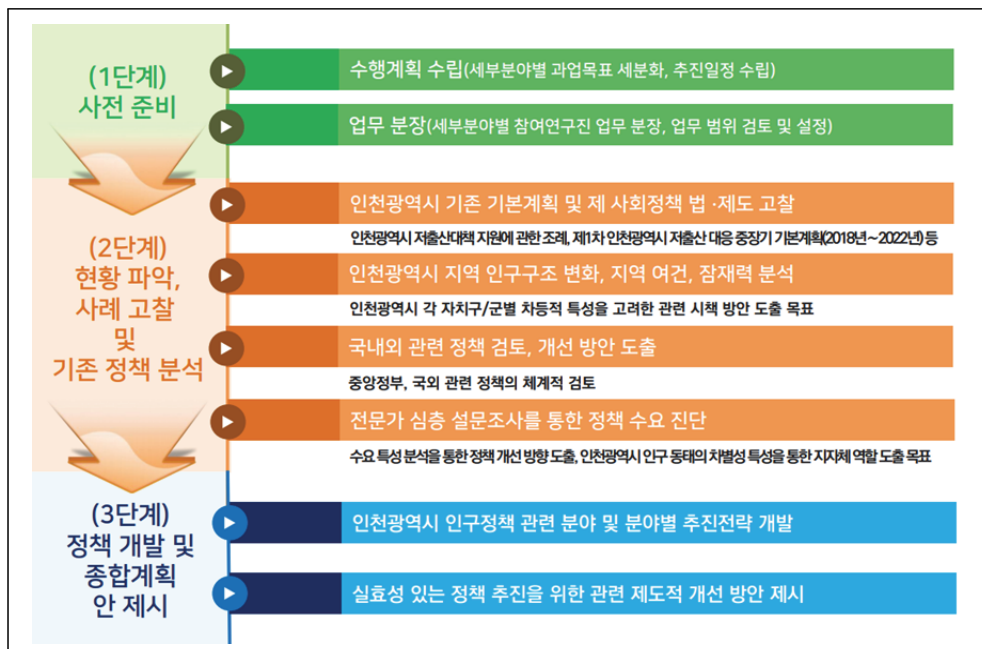 (1단계)
사전 준비
수행계획 수립(세부분야별 과업목표 세분화, 추진일정 수립)
업무 분장(세부분야별 참여연구진 업무 분장, 업무 범위 검토 및 설정)
(2단계)
현황 파악,
사례 고찰
및
기존 정책 분석
인천광역시 기존 기본계획 및 제 사회정책 법 ·제도 고찰
인천광역시 저출산대책 지원에 관한 조례, 제1차 인천광역시 저출산 대응 중장기 기본계획(2018년~2022년) 등
인천광역시 지역 인구구조 변화, 지역 여건, 잠재력 분석
인천광역시 각 자치구/군별 차등적 특성을 고려한 관련 시책 방안 도출 목표
국내외 관련 정책 검토, 개선 방안 도출
중앙정부, 국외 관련 정책의 체계적 검토
전문가 심층 설문조사를 통한 정책 수요 진단
수요 특성 분석을 통한 정책 개선 방향 도출, 인천광역시 인구 동태의 차별성 특성을 통한 지자체 역할 도출 목표
(3단계)
정책 개발 및
종합계획
안 제시
인천광역시 인구정책 관련 분야 및 분야별 추진전략 개발
실효성 있는 정책 추진을 위한 관련 제도적 개선 방안 제시